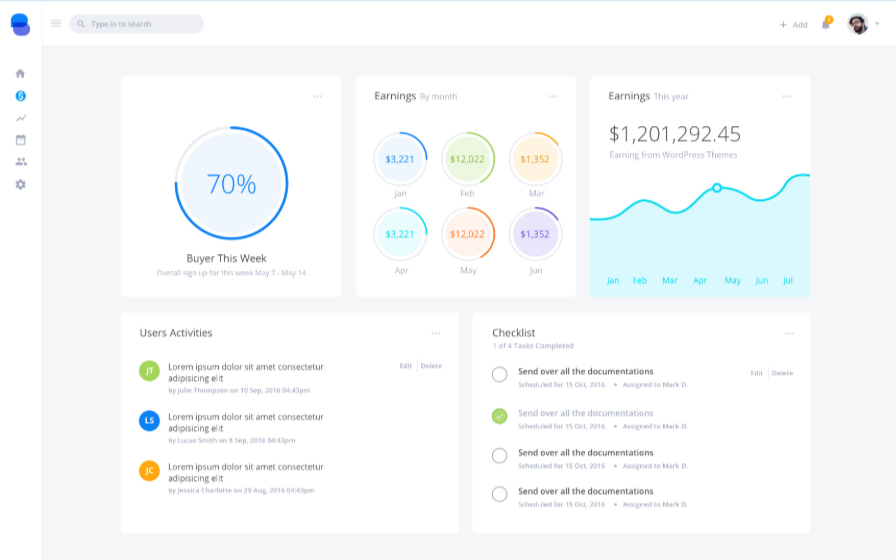 Type in to search
+ Add
1
70%
Buyer This Week
Overall sign up for this week May 7 - May 14
Earnings By month
$3,221
$12,022
$1,352
Jan
Feb
Mar
$3,221
$12,022
$1,352
Apr
May
Jun
Earnings This year
$1,201,292.45
Earning from WordPress Themes
Jan Feb Mar Apr May Jun Jul
Users Activities
JT
Lorem ipsum dolor sit amet consectetur
adipisicing elit
by Julie Thompson on 10 Sep, 2016 04:43pm
Edit Delete
LS
Lorem ipsum dolor sit amet consectetur
adipisicing elit
by Lucas Smith on 8 Sep, 2016 04:43pm
JC
Lorem ipsum dolor sit amet consectetur
adipisicing elit
by Jessica Charlotte on 29 Aug, 2016 04:43pm
Checklist
1 of 4 Tasks Completed
Send over all the documentations
Scheduled for 15 Oct, 2016 • Assigned to Mark D.
Edit Delete
Send over all the documentations
Scheduled for 15 Oct, 2016 • Assigned to Mark D.
Send over all the documentations
Scheduled for 15 Oct, 2016 • Assigned to Mark D.
Send over all the documentations
Scheduled for 15 Oct, 2016 • Assigned to Mark D.